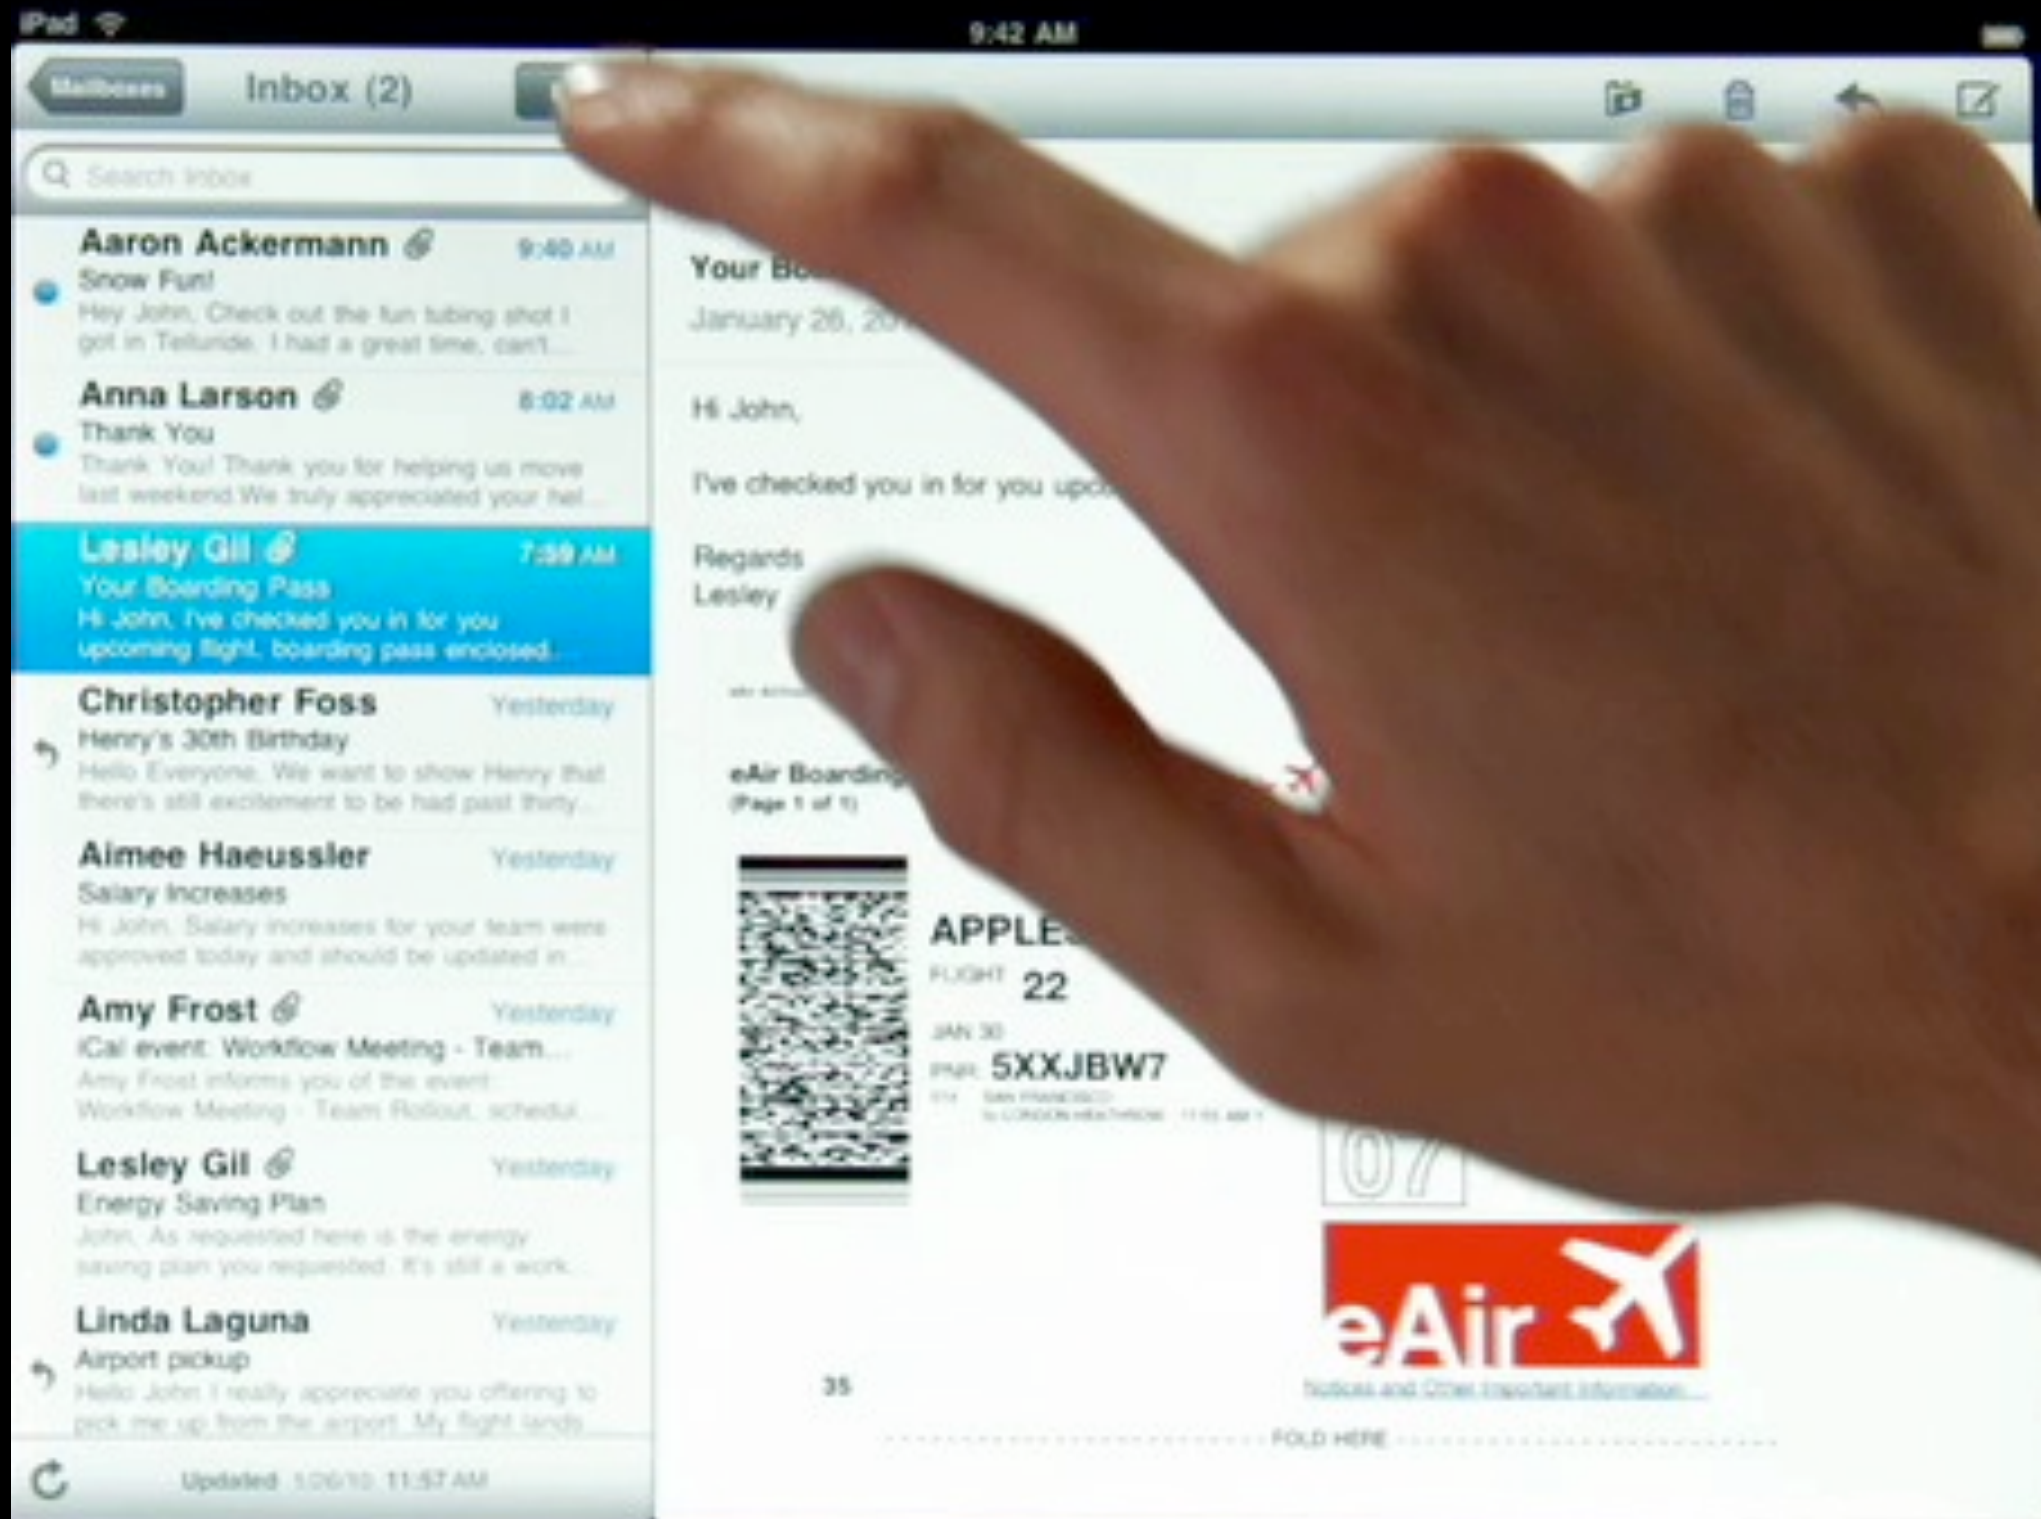 iPad
9:42 AM
Mailboxes
Inbox (2)
Search Inbox
Aaron Ackermann
9:40 AM
Snow Fun!
Hey John, Check out the fun tubing shot I
got in Telluride. I had a great time, can't...
Anna Larson
8:02 AM
Thank You
Thank You! Thank you for helping us move
last weekend.We truly appreciated your hel...
Lesley Gil
7:59 AM
Your Boarding Pass
Hi John, I've checked you in for you
upcoming flight, boarding pass enclosed...
Christopher Foss
Yesterday
Henry's 30th Birthday
Hello Everyone, We want to show Henry that
there's still excitement to be had past thirty...
Aimee Haeussler
Yesterday
Salary Increases
Hi John, Salary increases for your team were
approved today and should be updated in...
Amy Frost
Yesterday
iCal event: Workflow Meeting - Team...
Amy Frost informs you of the event:
Workflow Meeting - Team Rollout, schedul...
Lesley Gil
Yesterday
Energy Saving Plan
John, As requested here is the energy
saving plan you requested. It's still a work...
Linda Laguna
Yesterday
Airport pickup
Hello John I really appreciate you offering to
pick me up from the airport. My flight lands
Updated 1/26/10 11:57 AM
Your
January 26,
Hi John,
I've checked you in for you
Regards
Lesley
eAir Boarding
(Page 1 of 1)
FLIGHT 22
JAN 30
PNR: 5XXJBW7
SAN FRANCISCO
to LONDON HEATHROW
07
eAir
35
Notices and Other Important Information...
FOLD HERE